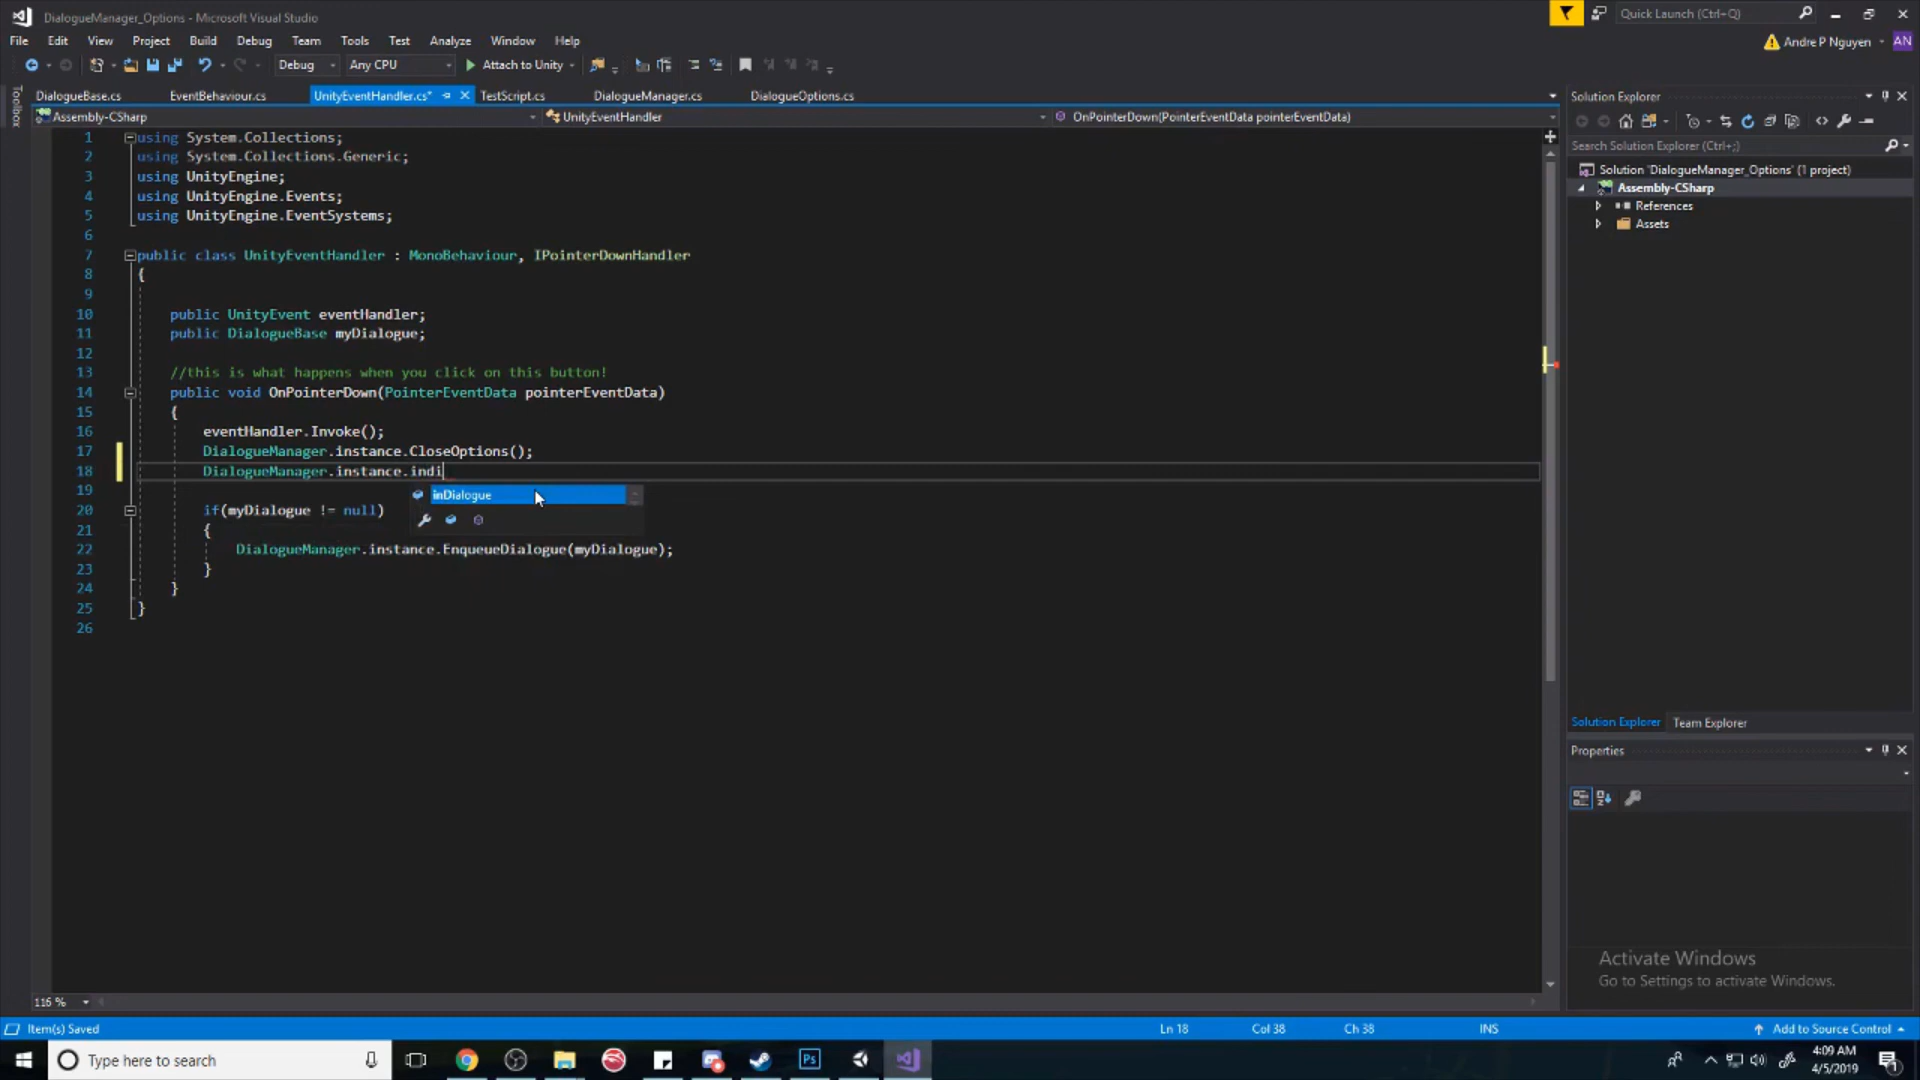 DialogueManager_Options - Microsoft Visual Studio
Quick Launch (Ctrl+Q)
File Edit View Project Build Debug Team Tools Test Analyze Window Help
Andre P Nguyen AN
Debug Any CPU Attach to Unity
Toolbox
DialogueBase.cs EventBehaviour.cs UnityEventHandler.cs* TestScript.cs DialogueManager.cs DialogueOptions.cs
Assembly-CSharp UnityEventHandler OnPointerDown(PointerEventData pointerEventData)
1 using System.Collections;
2 using System.Collections.Generic;
3 using UnityEngine;
4 using UnityEngine.Events;
5 using UnityEngine.EventSystems;
6
7 public class UnityEventHandler : MonoBehaviour, IPointerDownHandler
8 {
9
10 public UnityEvent eventHandler;
11 public DialogueBase myDialogue;
12
13 //this is what happens when you click on this button!
14 public void OnPointerDown(PointerEventData pointerEventData)
15 {
16 eventHandler.Invoke();
17 DialogueManager.instance.CloseOptions();
18 DialogueManager.instance.indi
inDialogue
19
20 if(myDialogue != null)
21 {
22 DialogueManager.instance.EnqueueDialogue(myDialogue);
23 }
24 }
25 }
26
Solution Explorer
Search Solution Explorer (Ctrl+;)
Solution 'DialogueManager_Options' (1 project)
Assembly-CSharp
References
Assets
Solution Explorer Team Explorer
Properties
Activate Windows
Go to Settings to activate Windows.
116 %
Item(s) Saved Ln 18 Col 38 Ch 38 INS Add to Source Control
Type here to search
Ps
4:09 AM
4/5/2019
1